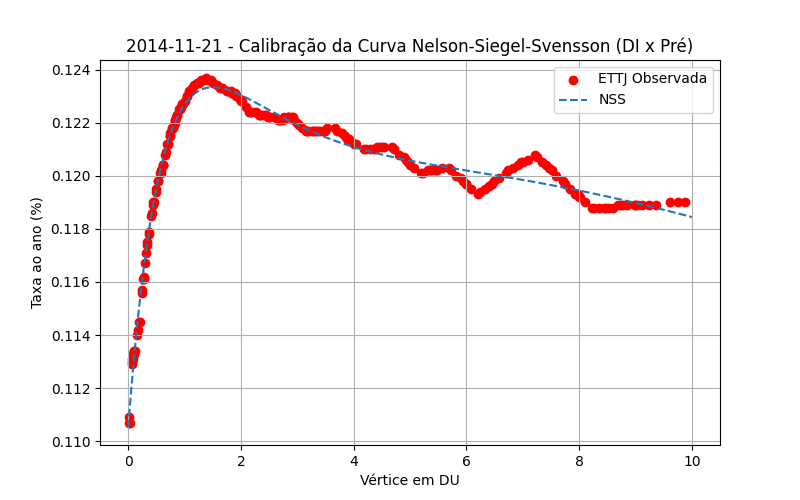 2014-11-21 - Calibração da Curva Nelson-Siegel-Svensson (DI x Pré)
ETTJ Observada
NSS
Taxa ao ano (%)
0.124
0.122
0.120
0.118
0.116
0.114
0.112
0.110
0 2 4 6 8 10
Vértice em DU